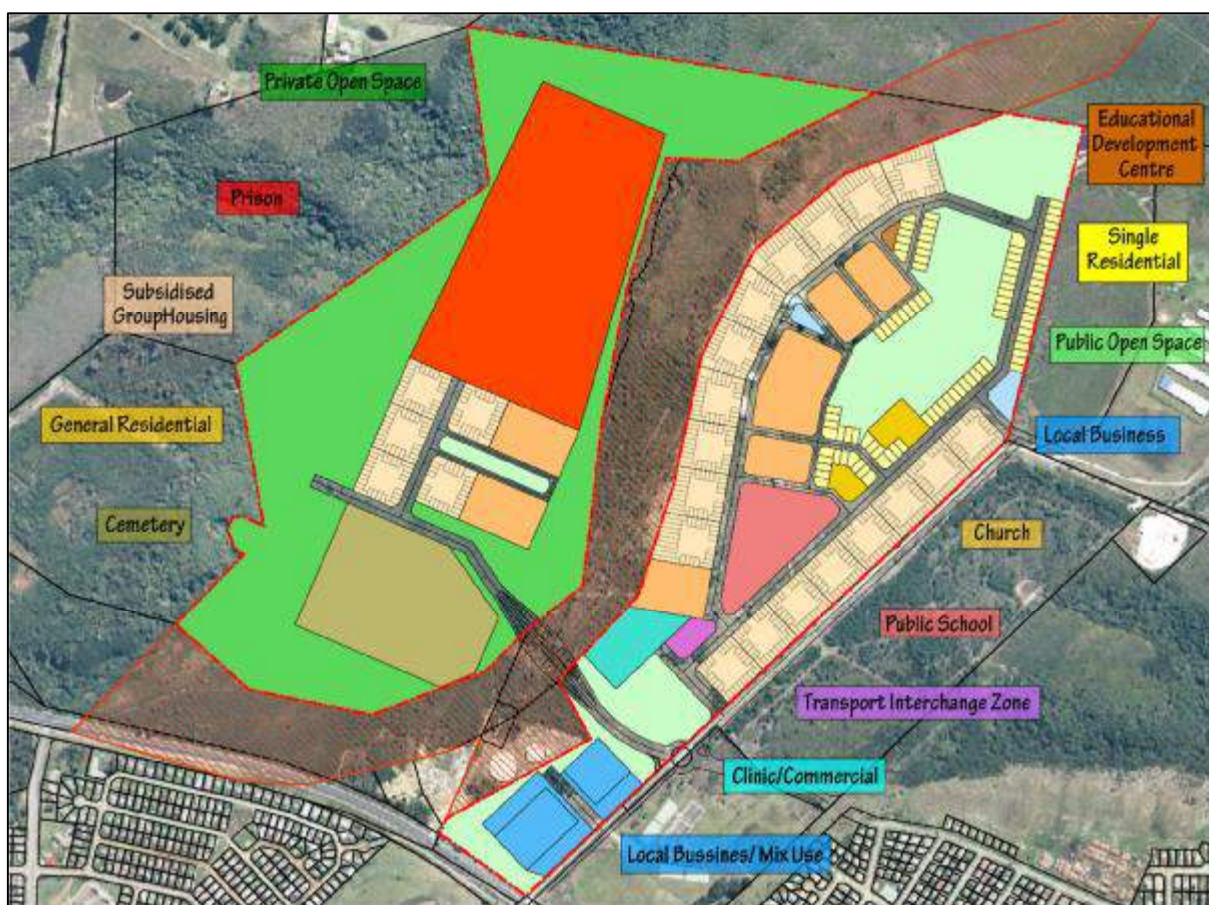 Private Open Space
Prison
Subsidised
GroupHousing
General Residential
Cemetery
Educational
Development
Centre
Single
Residential
Public Open Space
Local Business
Church
Public School
Transport Interchange Zone
Clinic/Commercial
Local Bussines/ Mix Use